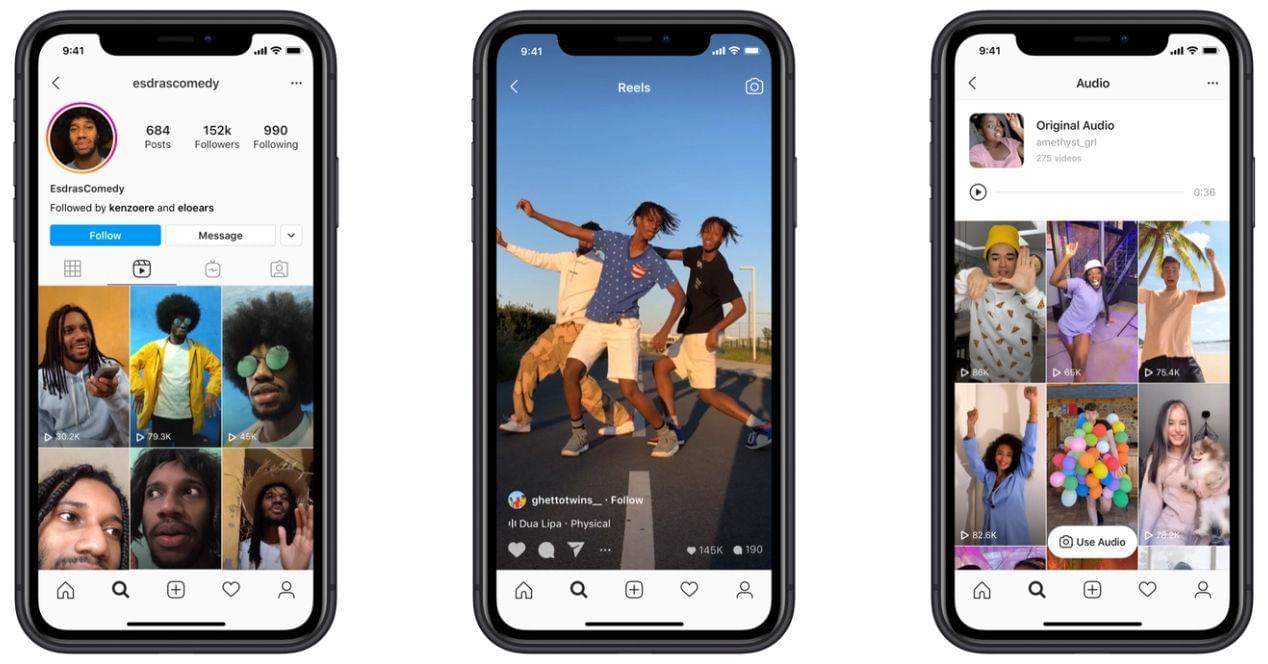 9:41
esdrascomedy
684 152k 990
Posts Followers Following
EsdrasComedy
Followed by kenzoere and eloears
Follow Message
30.2K 79.3K 45K
9:41
Reels
ghettotwins__ · Follow
Dua Lipa · Physical
145K 190
9:41
Audio
Original Audio
amethyst_grl
275 videos
0:36
86K 65K 75.4K
82.6K 78.2K
Use Audio